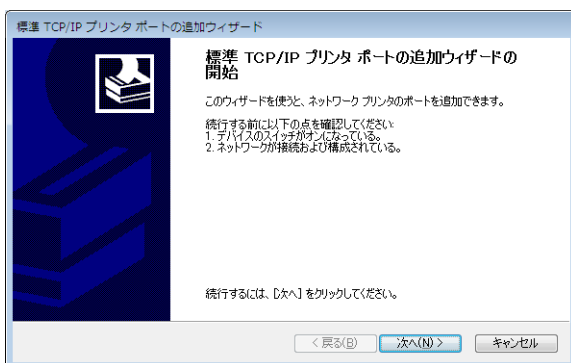 標準 TCP/IP プリンタ ポートの追加ウィザード
標準 TCP/IP プリンタ ポートの追加ウィザードの
開始
このウィザードを使うと、ネットワーク プリンタのポートを追加できます。
続行する前に以下の点を確認してください:
1. デバイスのスイッチがオンになっている。
2. ネットワークが接続および構成されている。
続行するには、[次へ] をクリックしてください。
< 戻る(B)
次へ(N) >
キャンセル